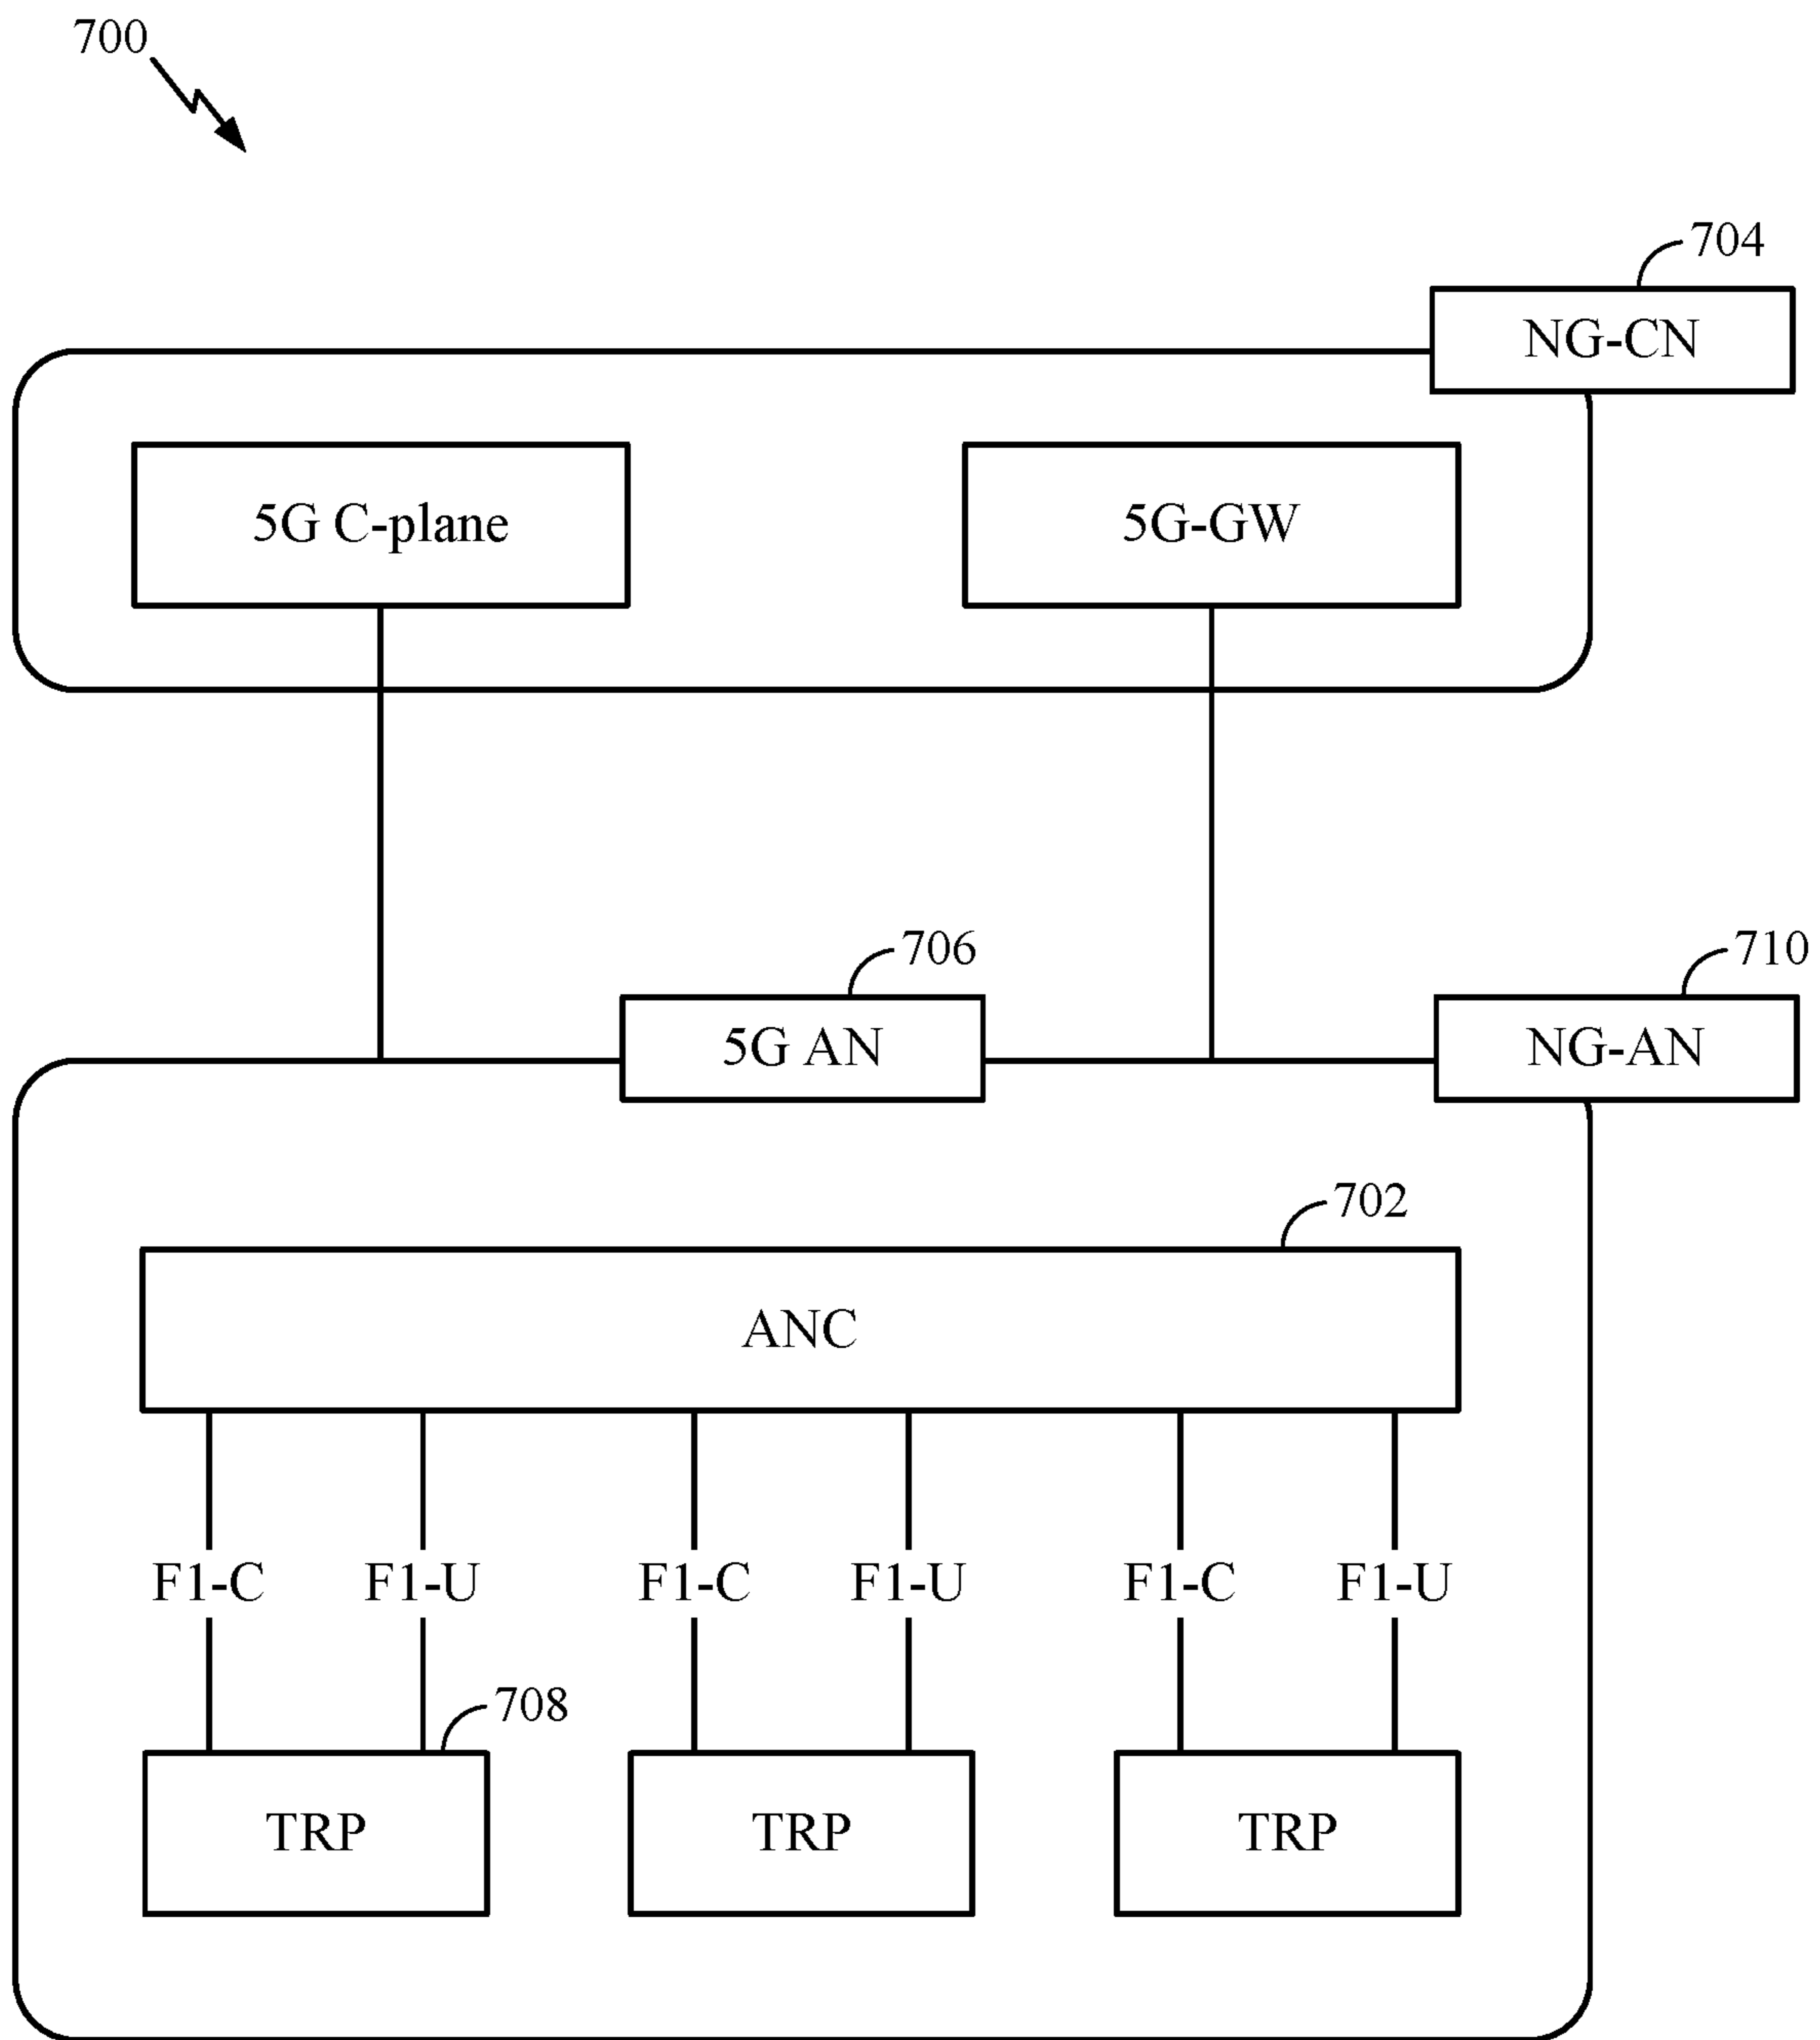 700
704
NG-CN
5G C-plane
5G-GW
706
710
5G AN
NG-AN
702
ANC
F1-C
F1-U
F1-C
F1-U
F1-C
F1-U
708
TRP
TRP
TRP